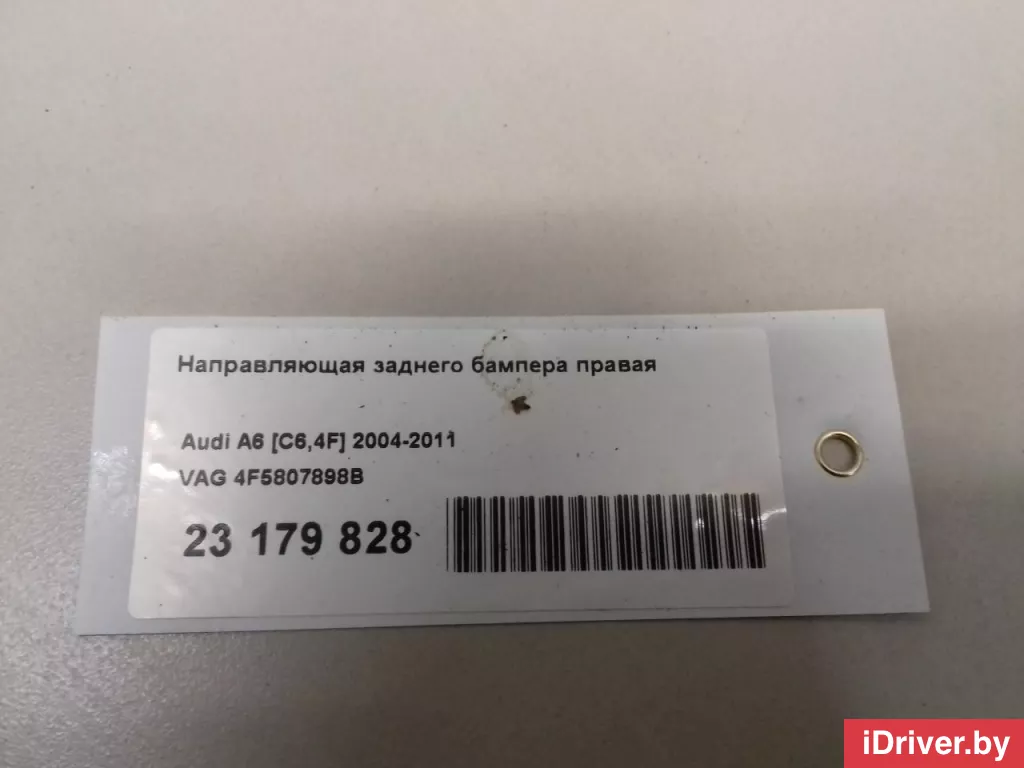 Направляющая заднего бампера правая
Audi A6 [C6,4F] 2004-2011
VAG 4F5807898B
23 179 828
iDriver.by